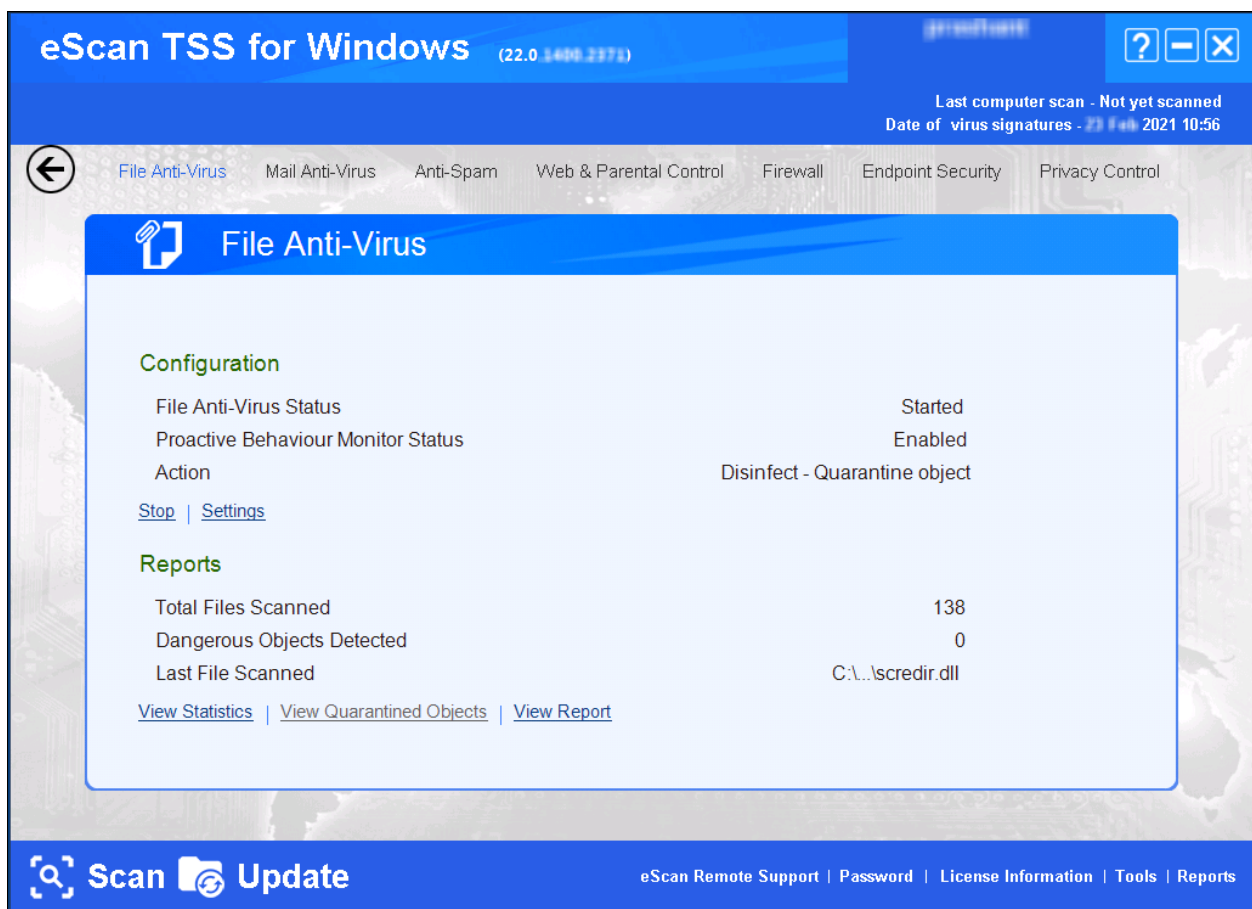 eScan TSS for Windows (22.0
Last computer scan - Not yet scanned
Date of virus signatures - 2021 10:56
File Anti-Virus Mail Anti-Virus Anti-Spam Web & Parental Control Firewall Endpoint Security Privacy Control
File Anti-Virus
Configuration
File Anti-Virus Status Started
Proactive Behaviour Monitor Status Enabled
Action Disinfect - Quarantine object
Stop | Settings
Reports
Total Files Scanned 138
Dangerous Objects Detected 0
Last File Scanned C:\...\scredir.dll
View Statistics | View Quarantined Objects | View Report
Scan Update eScan Remote Support | Password | License Information | Tools | Reports